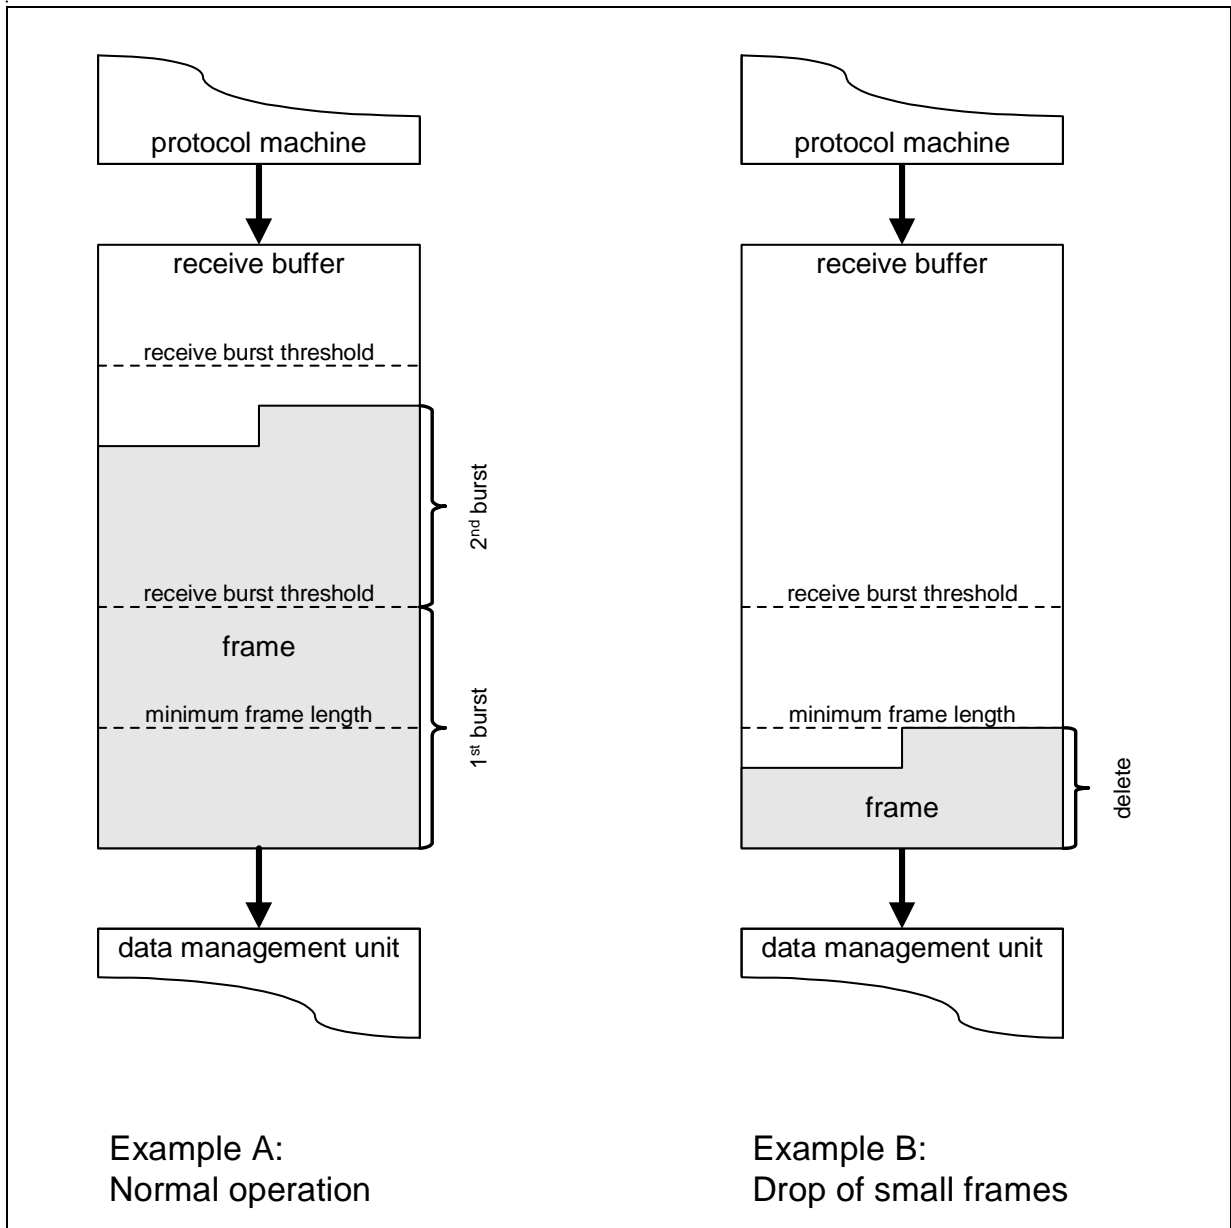 protocol machine
receive buffer
receive burst threshold
2nd burst
receive burst threshold
frame
minimum frame length
1st burst
data management unit
Example A:
Normal operation
protocol machine
receive buffer
receive burst threshold
minimum frame length
frame
delete
data management unit
Example B:
Drop of small frames